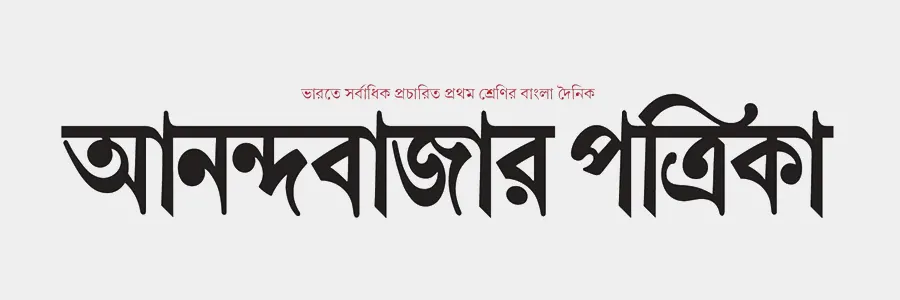 ভারতে সর্বাধিক প্রচারিত প্রথম শ্রেণির বাংলা দৈনিক
আনন্দবাজার পত্রিকা